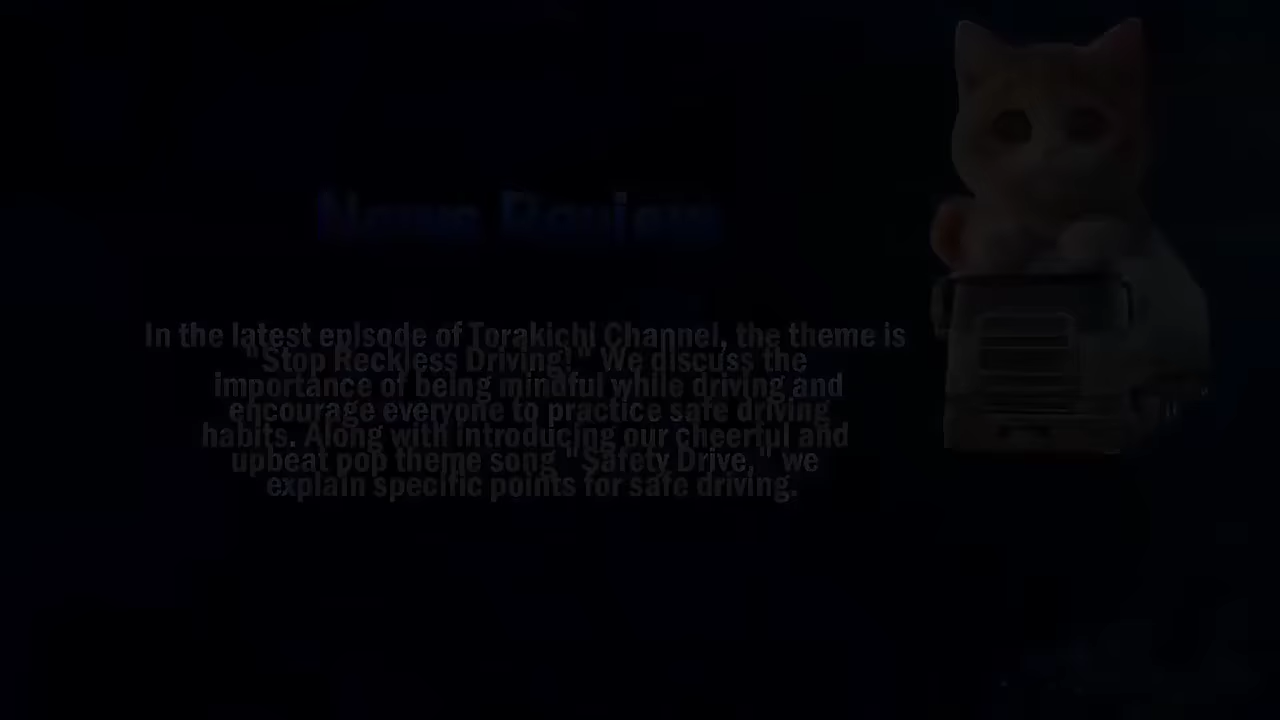 News Review
In the latest episode of Torakichi Channel, the theme is
"Stop Reckless Driving!" We discuss the
importance of being mindful while driving and
encourage everyone to practice safe driving
habits. Along with introducing our cheerful and
upbeat pop theme song "Safety Drive," we
explain specific points for safe driving.